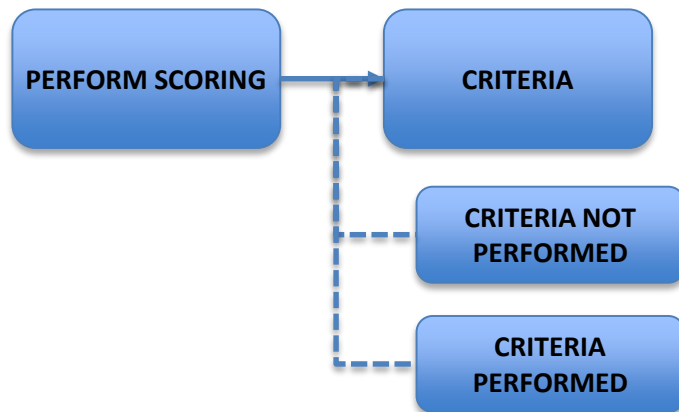 PERFORM SCORING
CRITERIA
CRITERIA NOT
PERFORMED
CRITERIA
PERFORMED